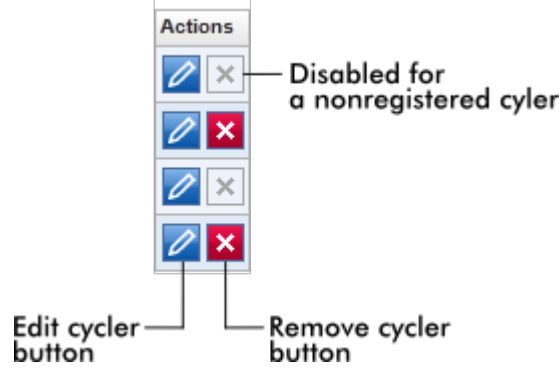 Actions
Disabled for
a nonregistered cyler
Edit cycler
button
Remove cycler
button